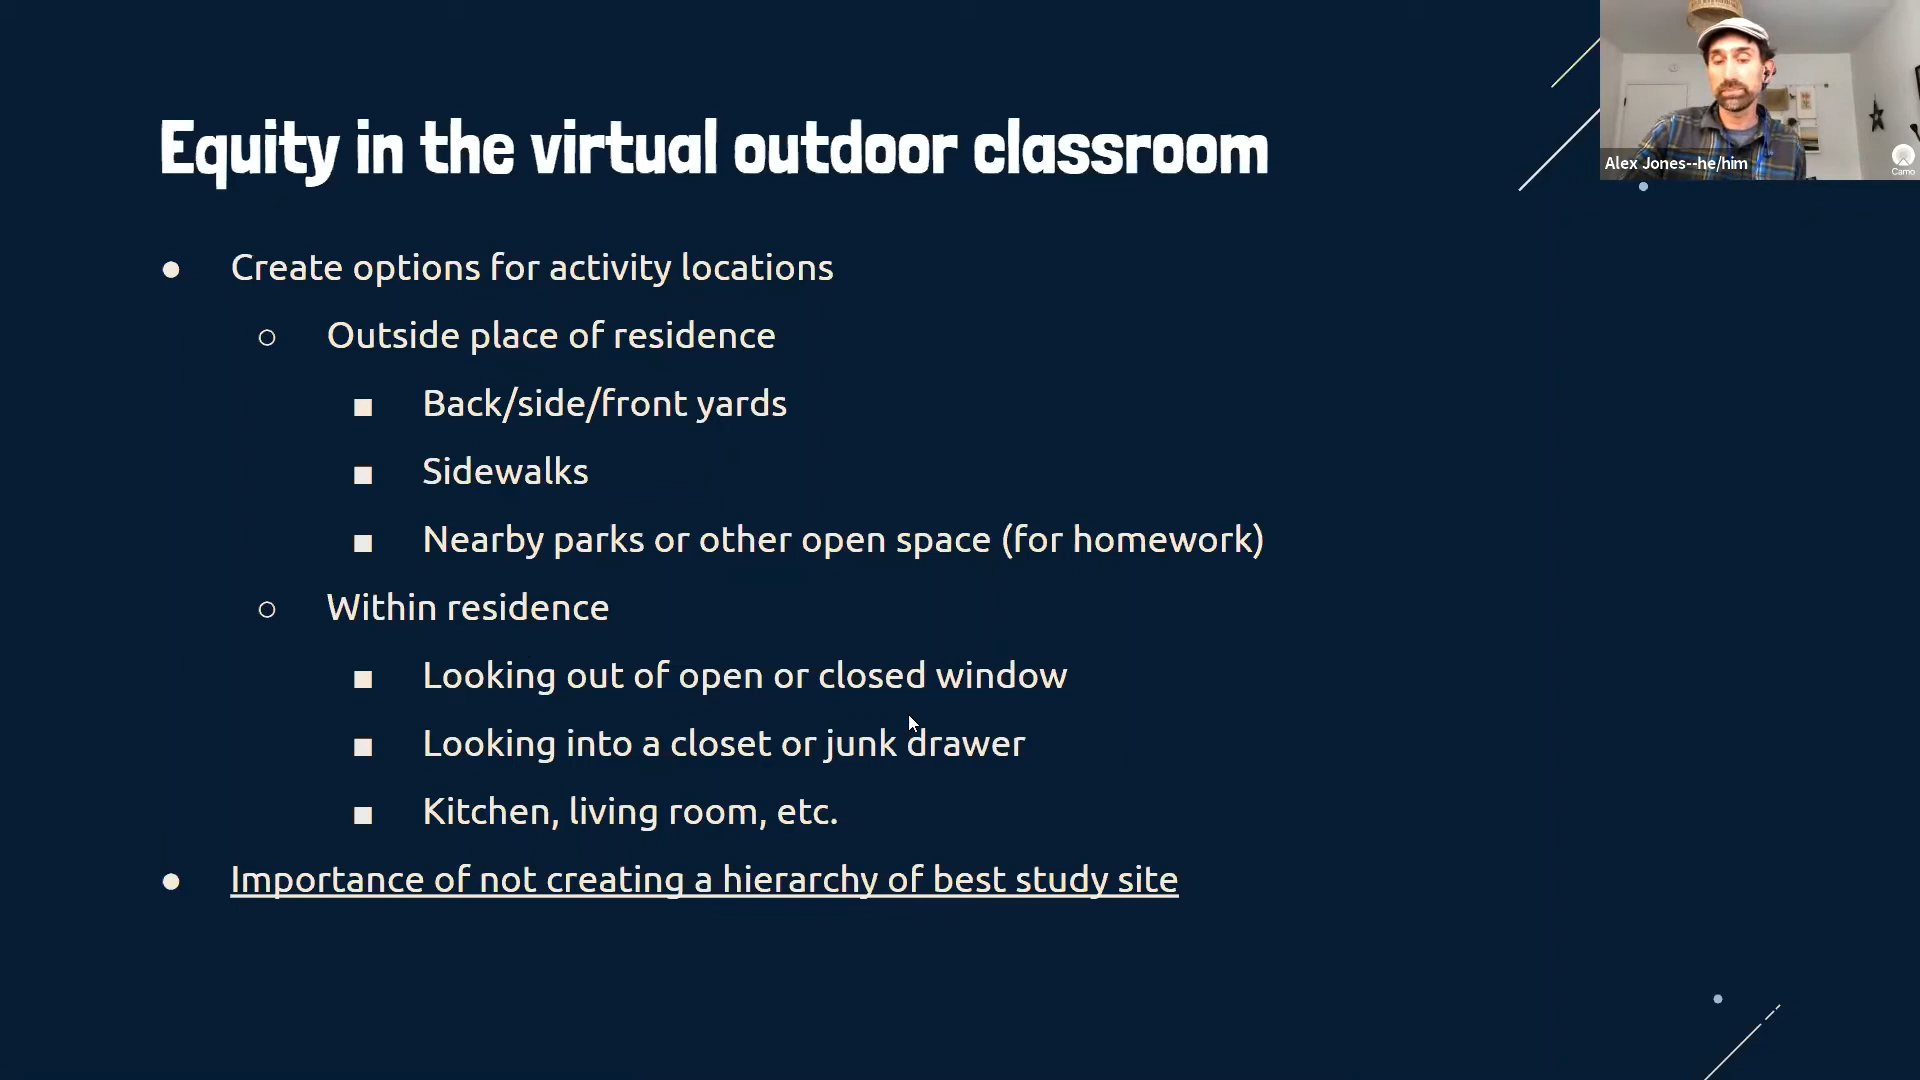 Equity in the virtual outdoor classroom
Alex Jones--he/him
Camo
● Create options for activity locations
○ Outside place of residence
■ Back/side/front yards
■ Sidewalks
■ Nearby parks or other open space (for homework)
○ Within residence
■ Looking out of open or closed window
■ Looking into a closet or junk drawer
■ Kitchen, living room, etc.
● Importance of not creating a hierarchy of best study site